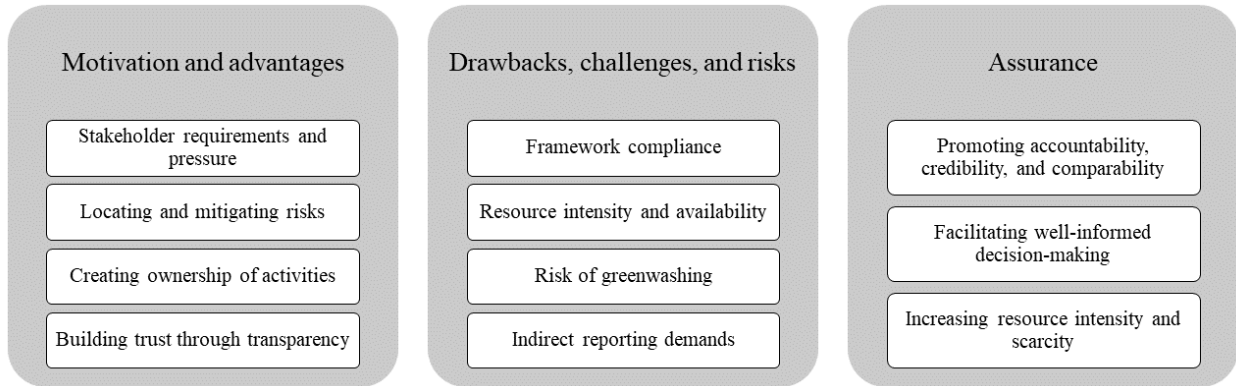 Motivation and advantages
Stakeholder requirements and
pressure
Locating and mitigating risks
Creating ownership of activities
Building trust through transparency
Drawbacks, challenges, and risks
Framework compliance
Resource intensity and availability
Risk of greenwashing
Indirect reporting demands
Assurance
Promoting accountability,
credibility, and comparability
Facilitating well-informed
decision-making
Increasing resource intensity and
scarcity